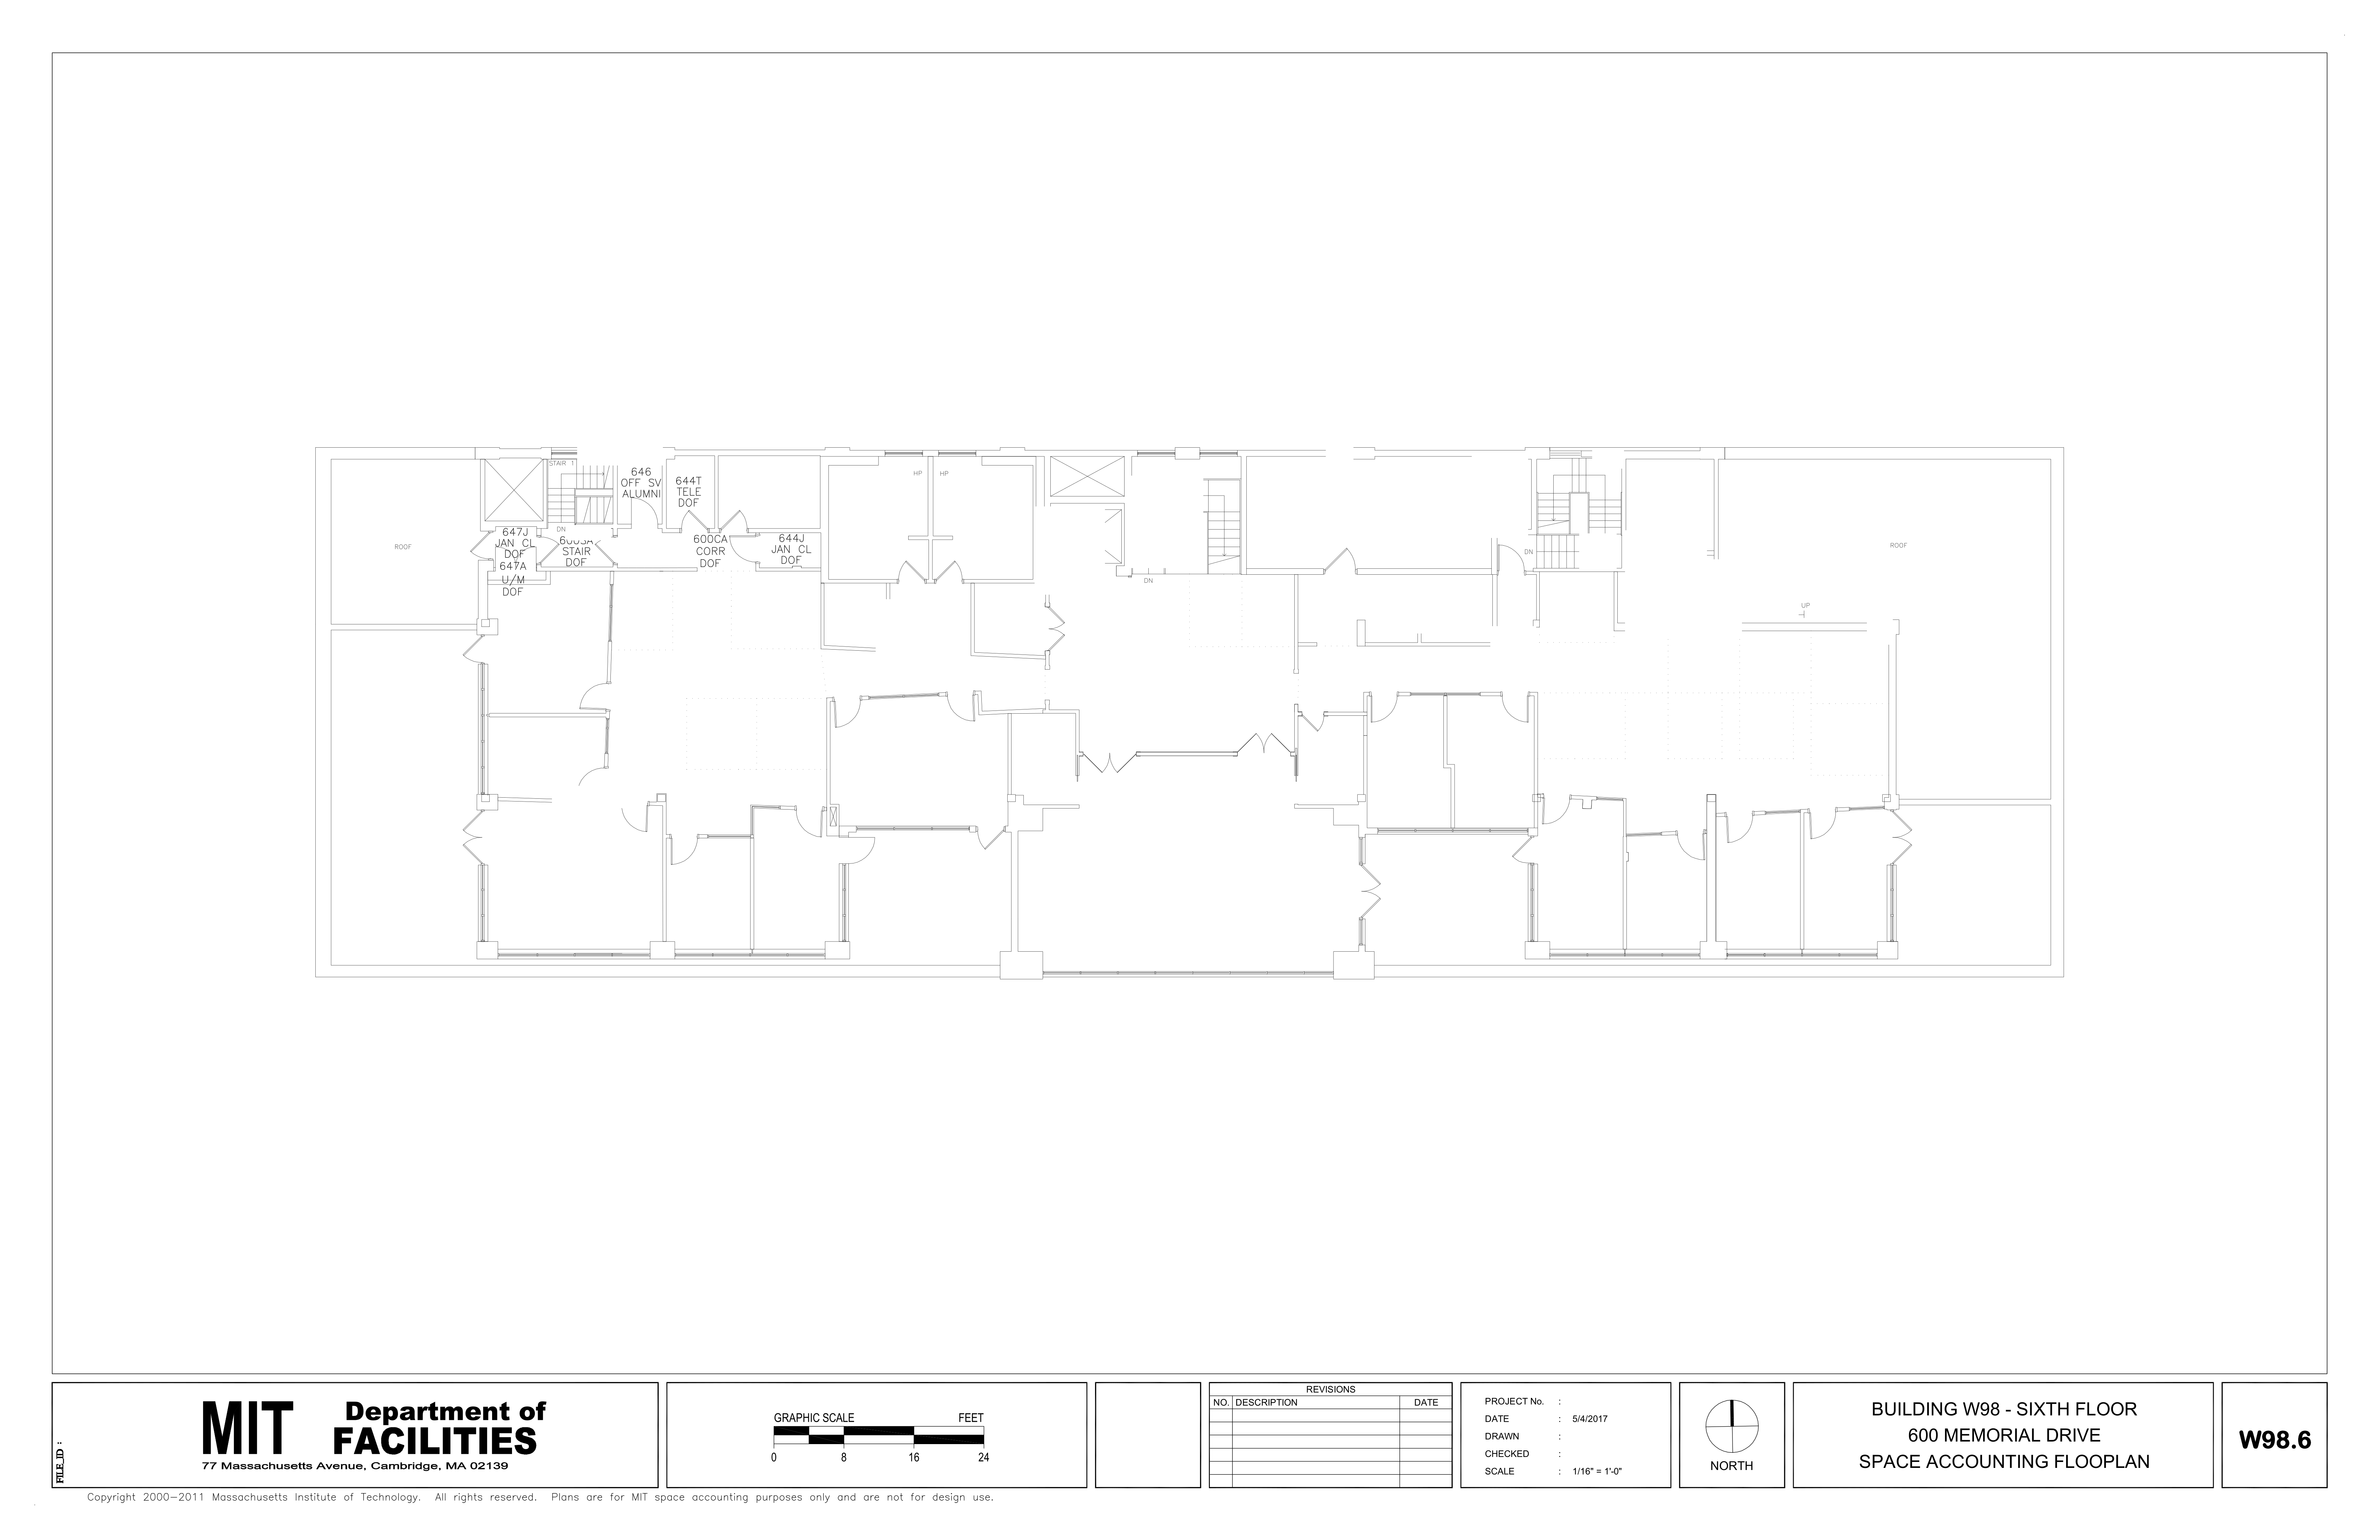 STAIR 1
646
OFF SV
ALUMNI
644T
TELE
DOF
HP
HP
DN
647J
JAN CL
DOF
647A
U/M
DOF
STAIR
DOF
600CA
CORR
DOF
644J
JAN CL
DOF
ROOF
DN
DN
ROOF
UP
FILE_ID :
MIT
Department of
FACILITIES
77 Massachusetts Avenue, Cambridge, MA 02139
GRAPHIC SCALE FEET
0 8 16 24
REVISIONS
NO. DESCRIPTION DATE
PROJECT No. :
DATE : 5/4/2017
DRAWN :
CHECKED :
SCALE : 1/16" = 1'-0"
NORTH
BUILDING W98 - SIXTH FLOOR
600 MEMORIAL DRIVE
SPACE ACCOUNTING FLOOPLAN
W98.6
Copyright 2000-2011 Massachusetts Institute of Technology. All rights reserved. Plans are for MIT space accounting purposes only and are not for design use.